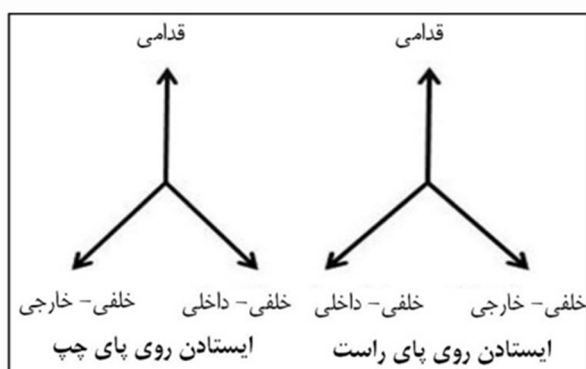 قدامی قدامی
خلفی- خارجی خلفی- داخلی خلفی- داخلی خلفی- خارجی
ایستادن روی پای راست ایستادن روی پای چپ